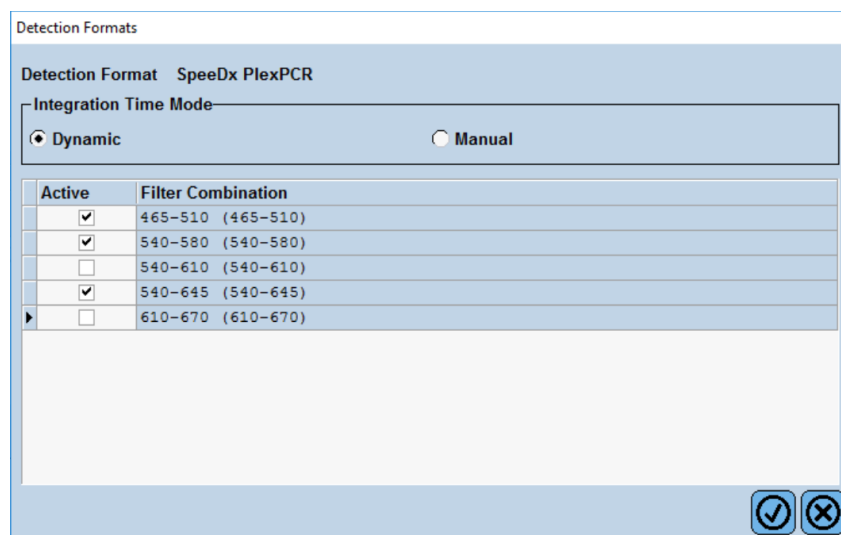 Detection Formats
Detection Format SpeeDx PlexPCR
Integration Time Mode
Dynamic Manual
Active Filter Combination
465-510 (465-510)
540-580 (540-580)
540-610 (540-610)
540-645 (540-645)
610-670 (610-670)